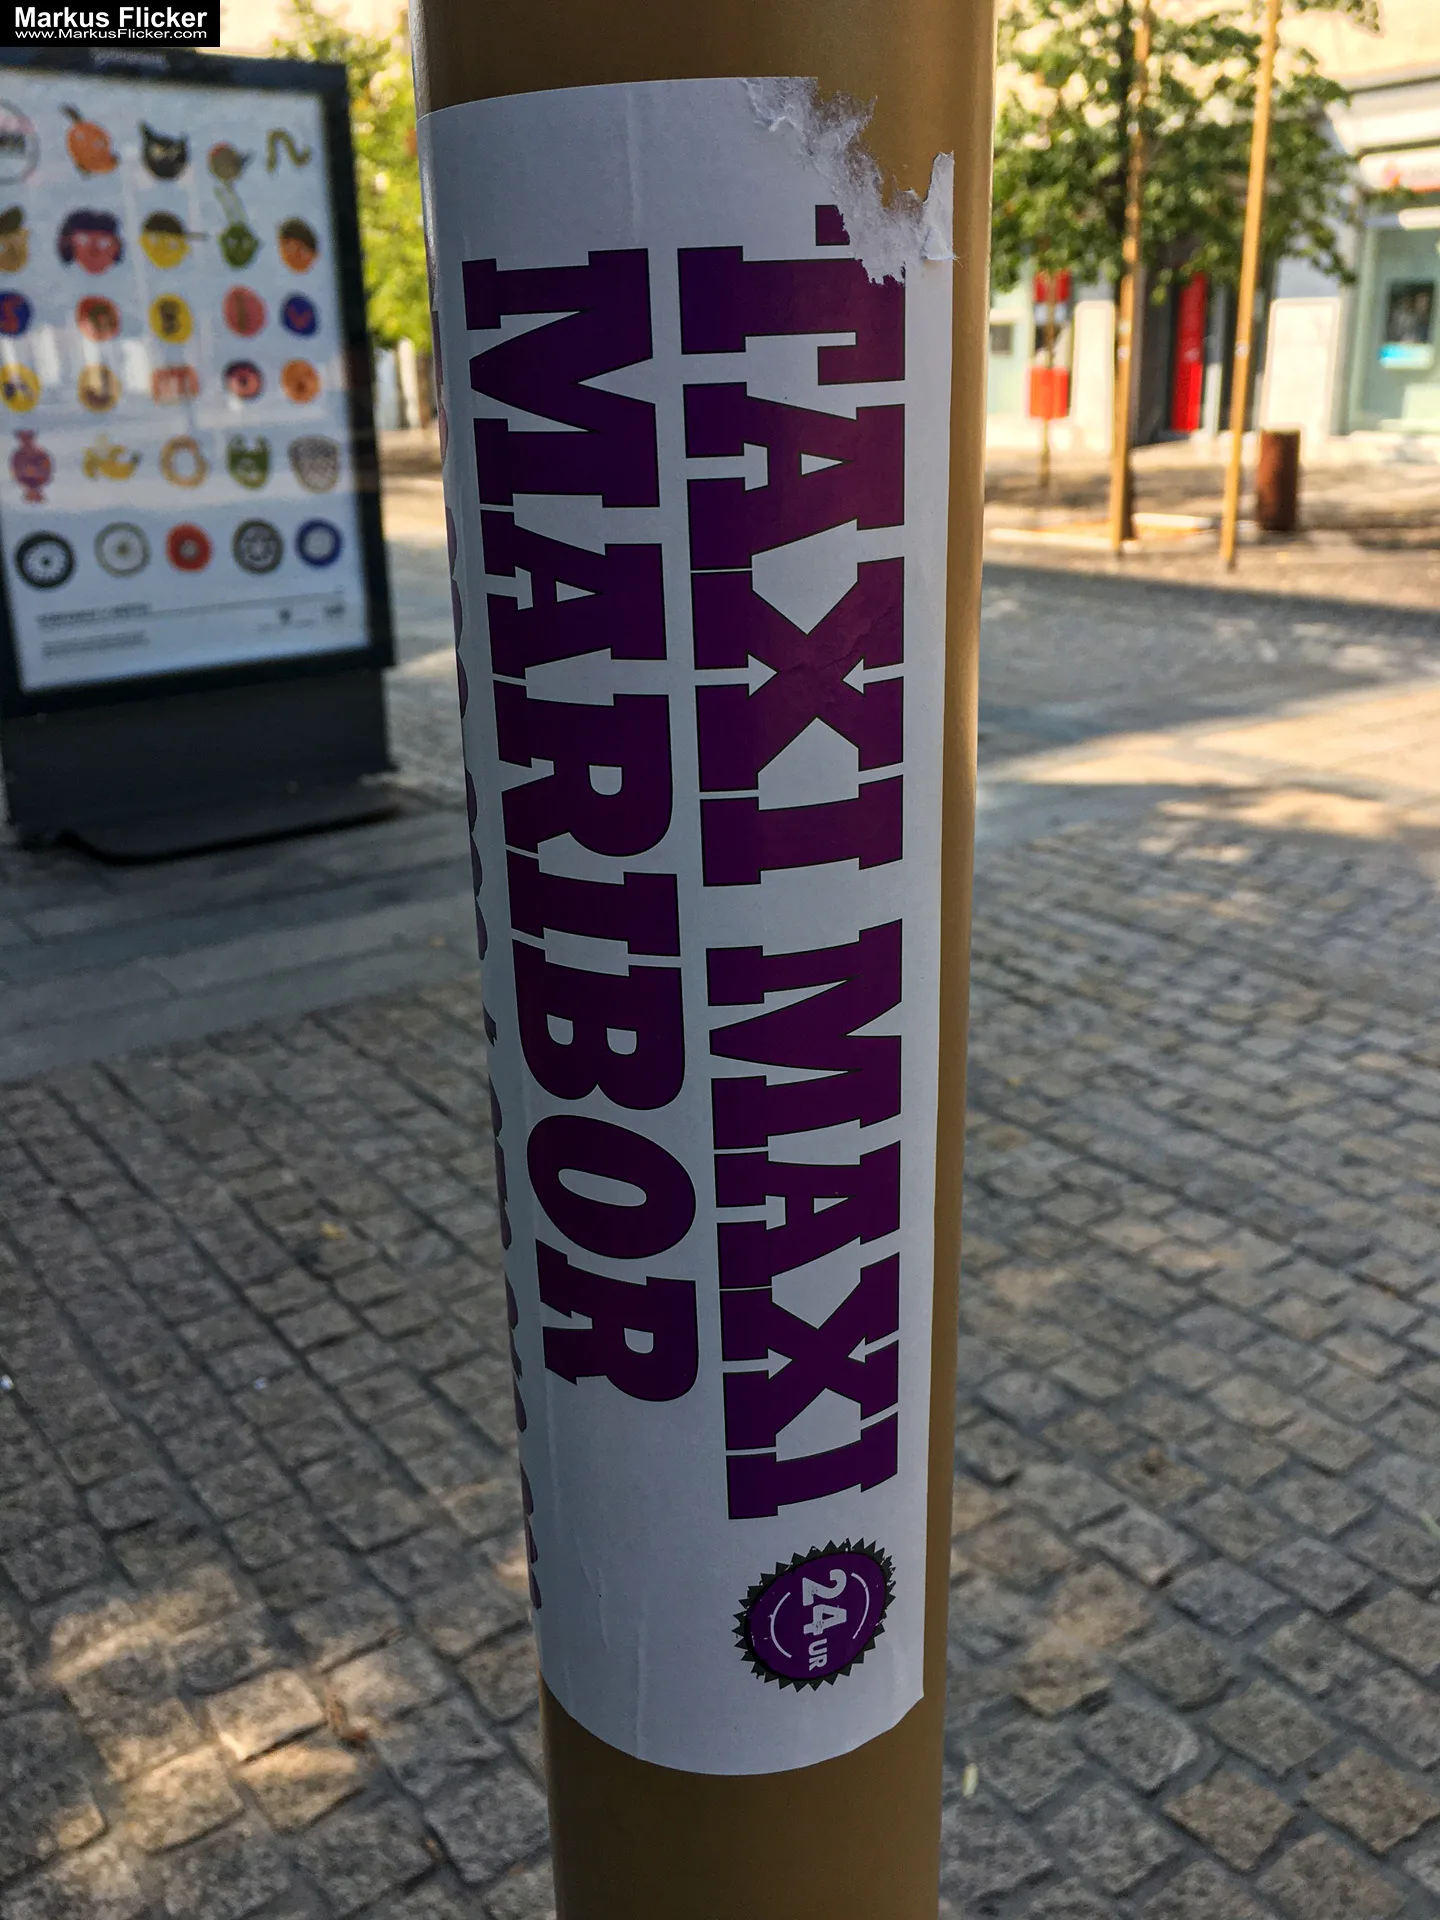 Markus Flicker
www.MarkusFlicker.com
TAXI MAXI
MARIBOR
24 UR